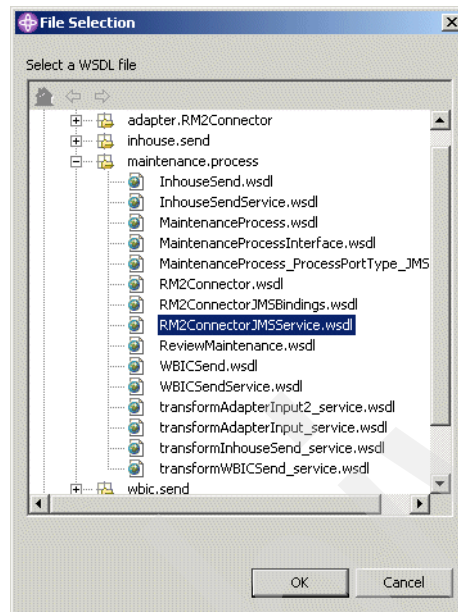 File Selection
Select a WSDL file
adapter.RM2Connector
inhouse.send
maintenance.process
InhouseSend.wsdl
InhouseSendService.wsdl
MaintenanceProcess.wsdl
MaintenanceProcessInterface.wsdl
MaintenanceProcess_ProcessPortType_JMS
RM2Connector.wsdl
RM2ConnectorJMSBindings.wsdl
RM2ConnectorJMSService.wsdl
ReviewMaintenance.wsdl
WBICSend.wsdl
WBICSendService.wsdl
transformAdapterInput2_service.wsdl
transformAdapterInput_service.wsdl
transformInhouseSend_service.wsdl
transformWBICSend_service.wsdl
wbic.send
OK Cancel